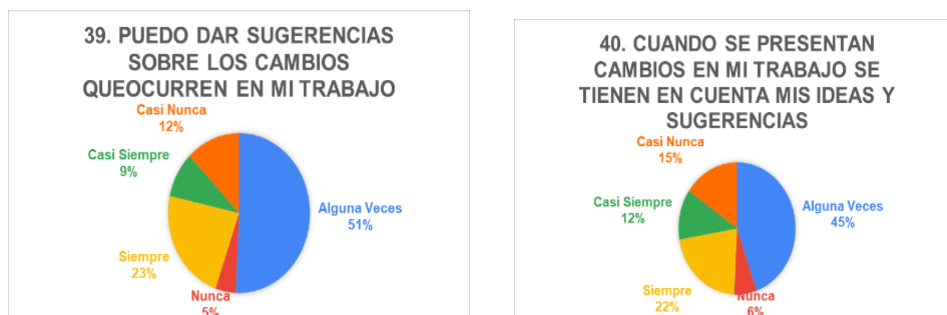 39. PUEDO DAR SUGERENCIAS
SOBRE LOS CAMBIOS
QUEOCURREN EN MI TRABAJO
Casi Nunca
12%
Casi Siempre
9%
Alguna Veces
51%
Siempre
23%
Nunca
5%
40. CUANDO SE PRESENTAN
CAMBIOS EN MI TRABAJO SE
TIENEN EN CUENTA MIS IDEAS Y
SUGERENCIAS
Casi Nunca
15%
Casi Siempre
12%
Alguna Veces
45%
Siempre
22%
Nunca
6%